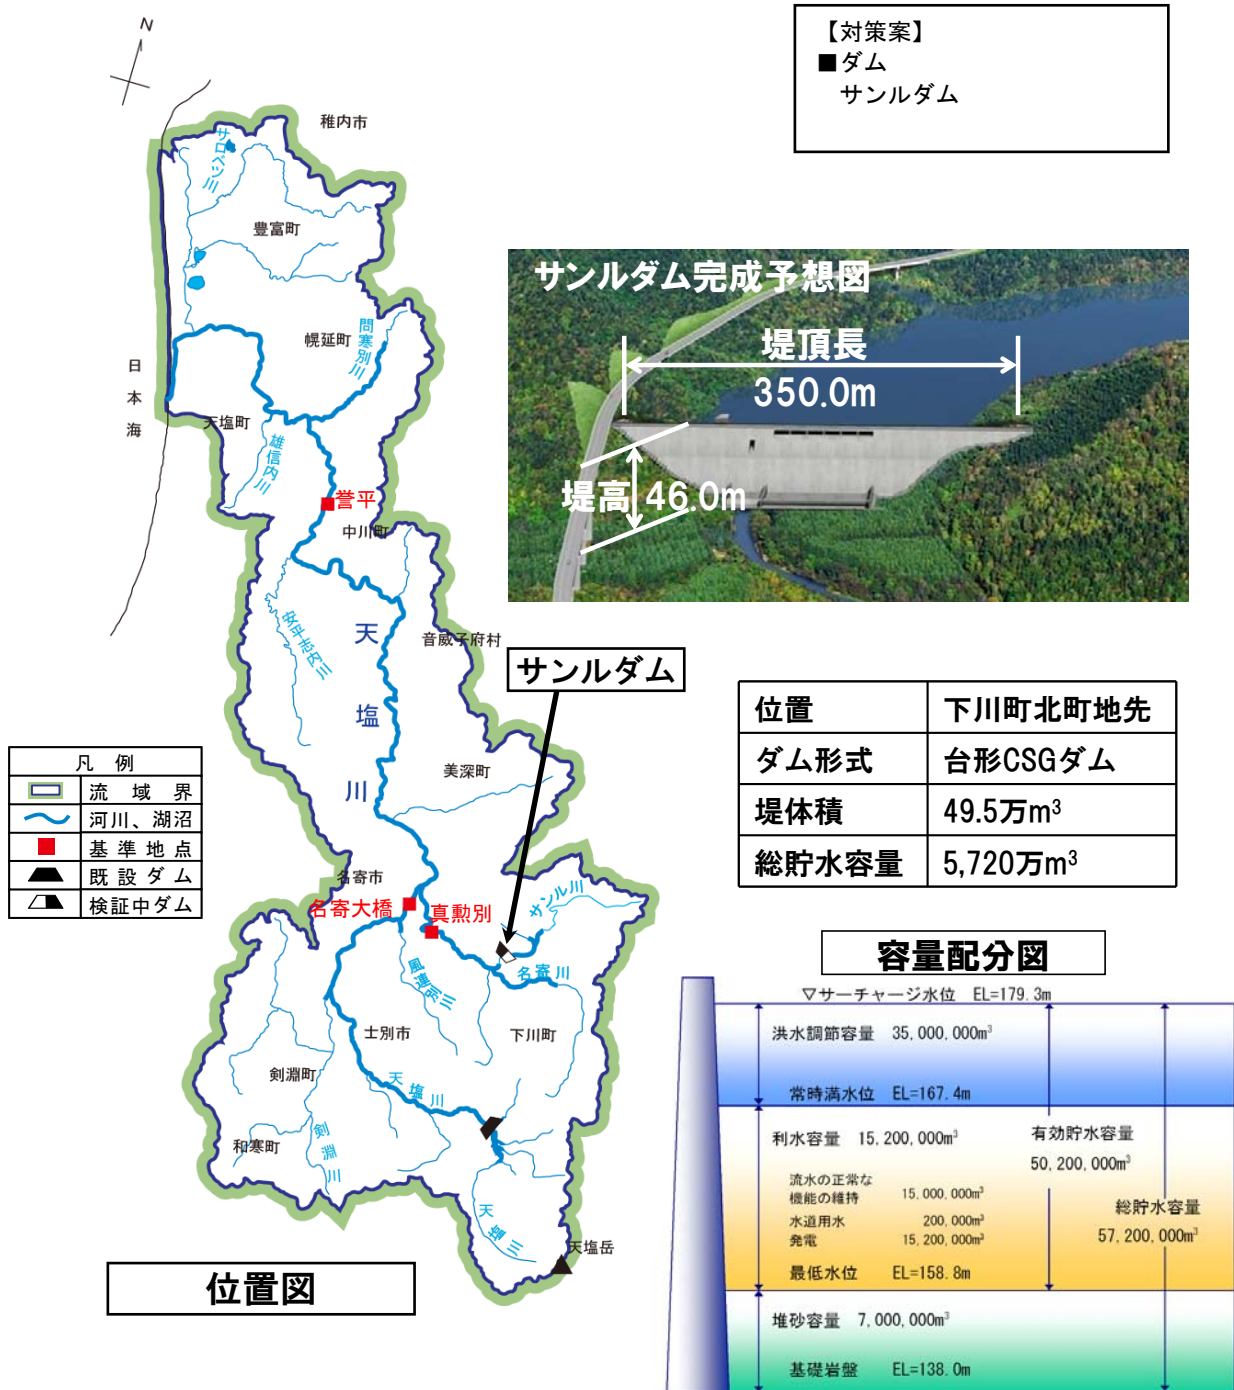 【対策案】
■ダム
サンルダム
N
稚内市
サロベツ川
豊富町
幌延町
問寒別川
日本海
天塩町
雄信内川
誉平
中川町
安平志内川
天塩川
音威子府村
サンルダム
美深町
名寄市
名寄大橋
真勲別
サンル川
名寄川
風連別川
士別市
下川町
剣淵町
天塩川
和寒町
剣淵川
天塩川
天塩岳
位置図
凡 例
流 域 界
河川、湖沼
基 準 地 点
既 設 ダ ム
検証中ダム
サンルダム完成予想図
堤頂長
350.0m
堤高 46.0m
位置 下川町北町地先
ダム形式 台形CSGダム
堤体積 49.5万m³
総貯水容量 5,720万m³
容量配分図
▽サーチャージ水位 EL=179.3m
洪水調節容量 35,000,000m³
常時満水位 EL=167.4m
利水容量 15,200,000m³
有効貯水容量
50,200,000m³
流水の正常な
機能の維持 15,000,000m³
水道用水 200,000m³
発電 15,200,000m³
総貯水容量
57,200,000m³
最低水位 EL=158.8m
堆砂容量 7,000,000m³
基礎岩盤 EL=138.0m